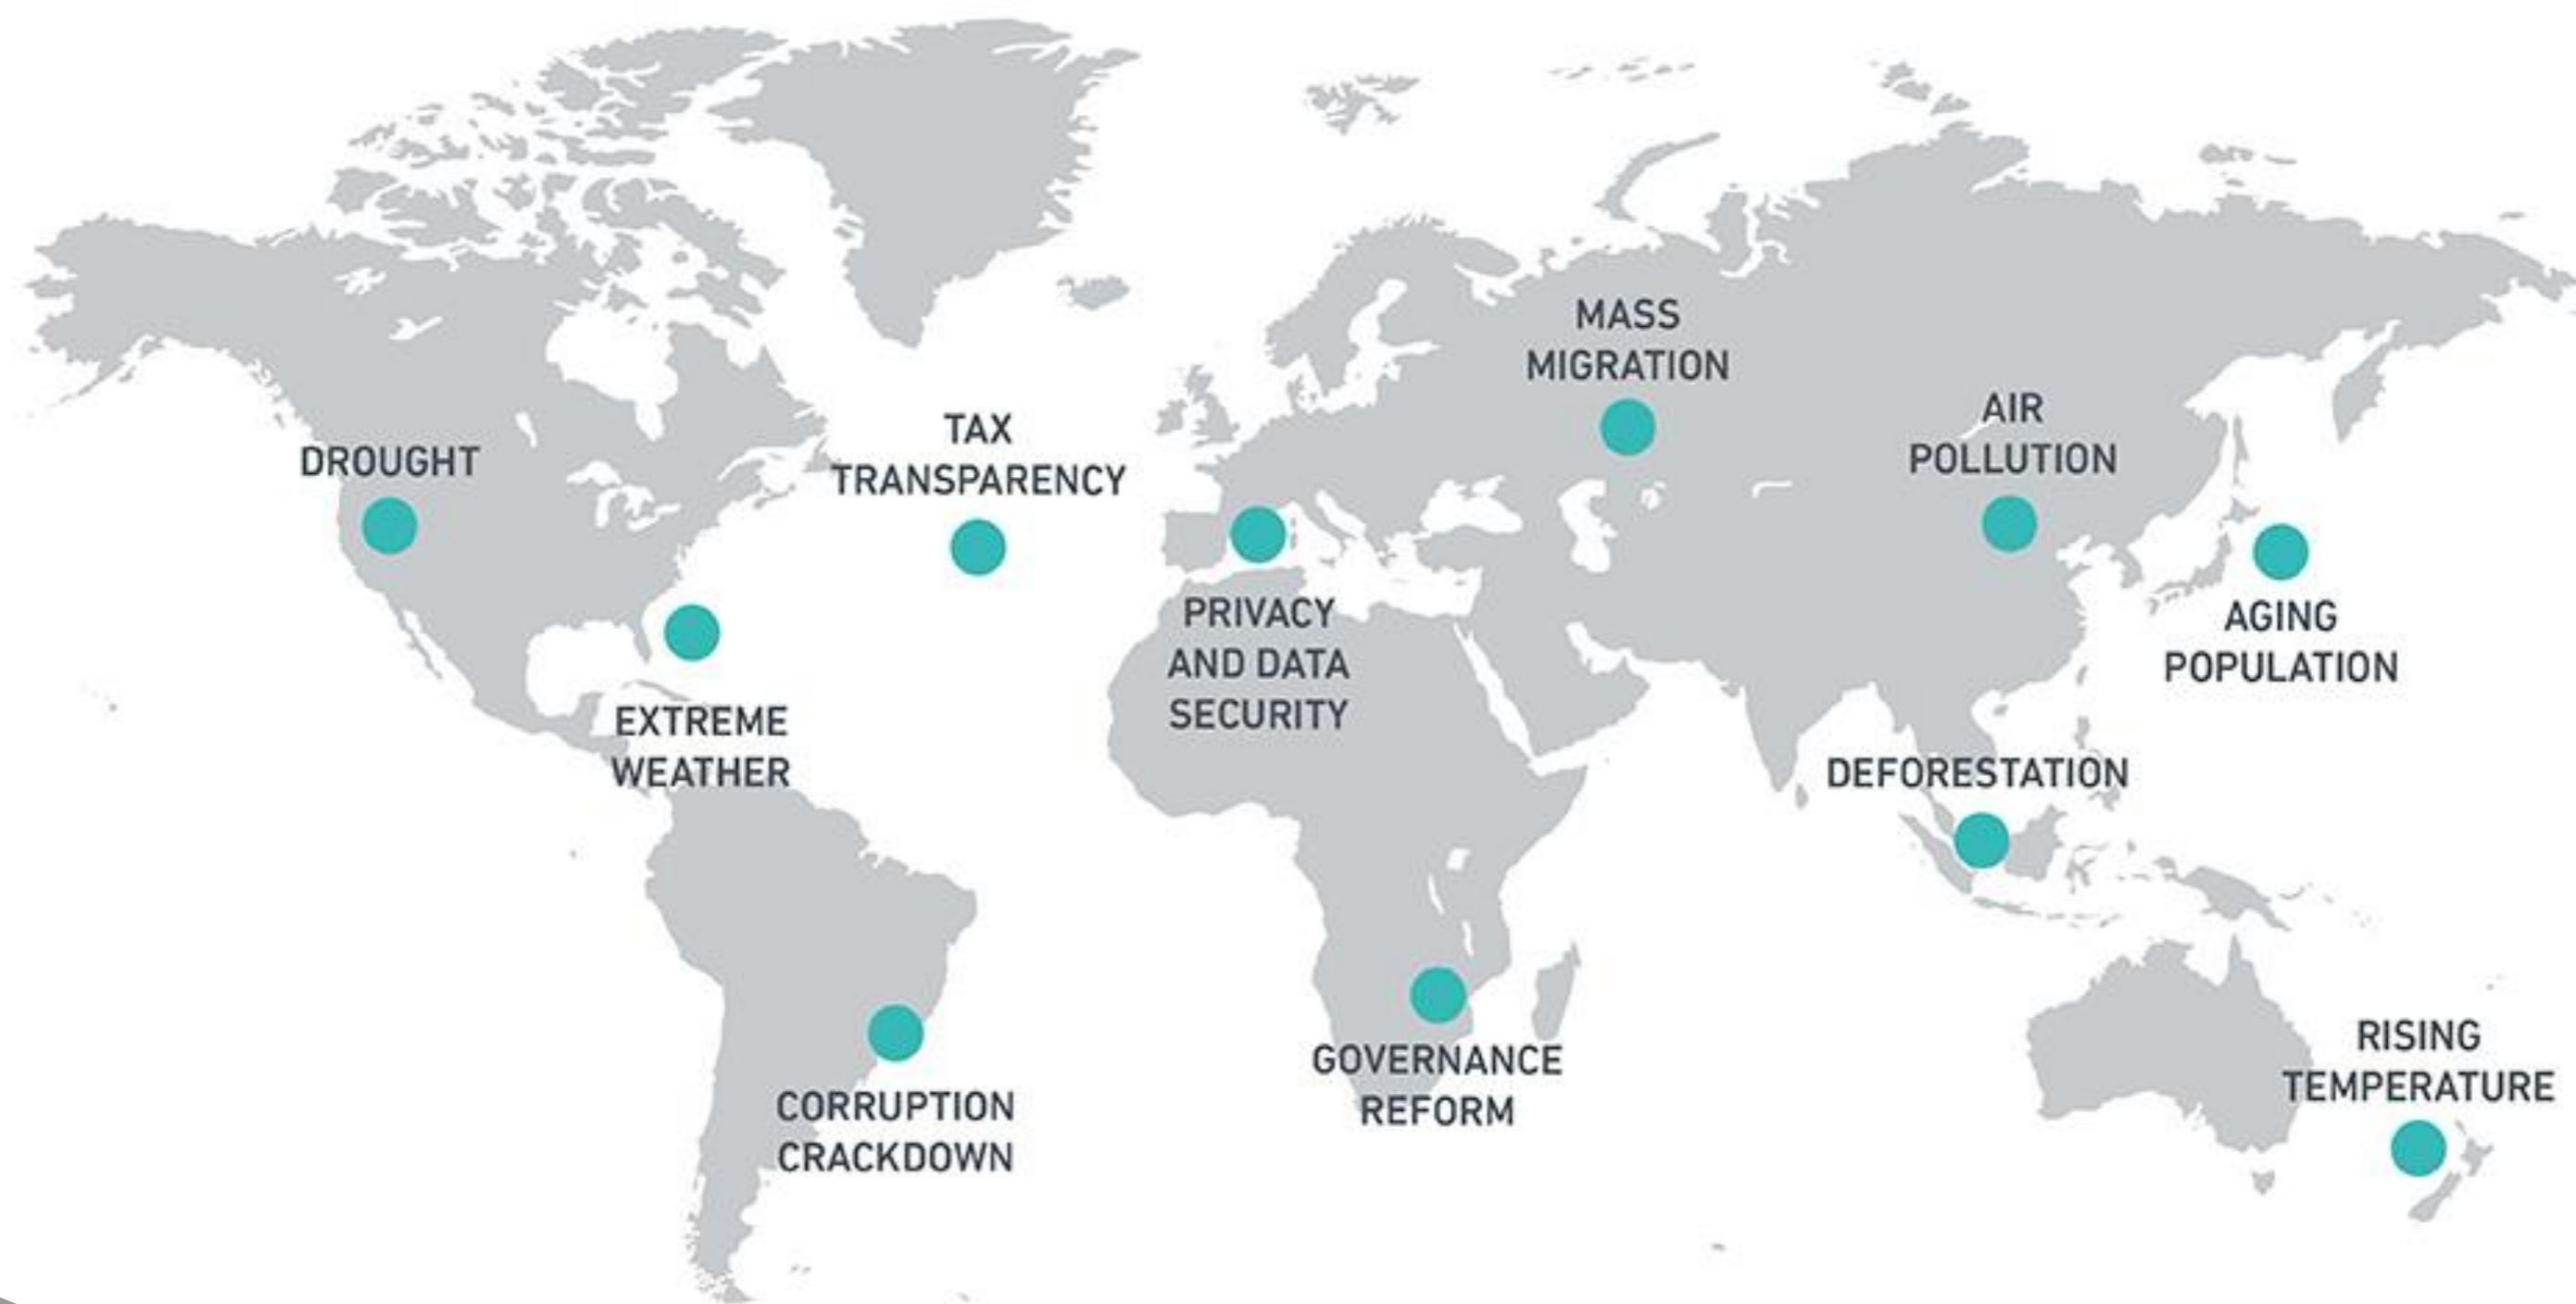 MASS
MIGRATION
AIR
POLLUTION
TAX
TRANSPARENCY
DROUGHT
PRIVACY
AND DATA
SECURITY
AGING
POPULATION
EXTREME
WEATHER
DEFORESTATION
RISING
TEMPERATURE
GOVERNANCE
REFORM
CORRUPTION
CRACKDOWN